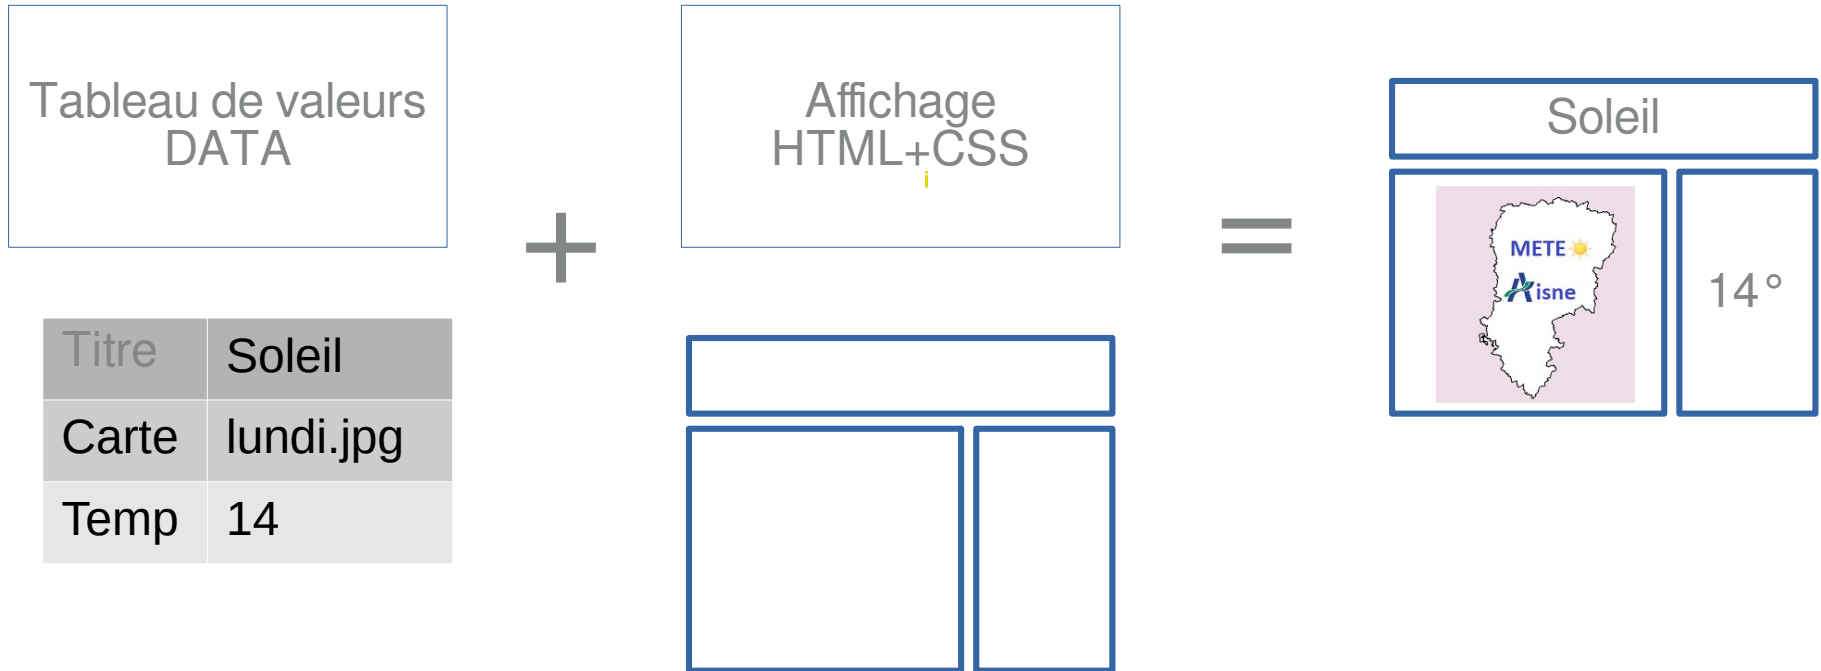 Tableau de valeurs
DATA
+
Affichage
HTML+CSS
i
=
Soleil
METE
Aisne
14°
Titre Soleil
Carte lundi.jpg
Temp 14